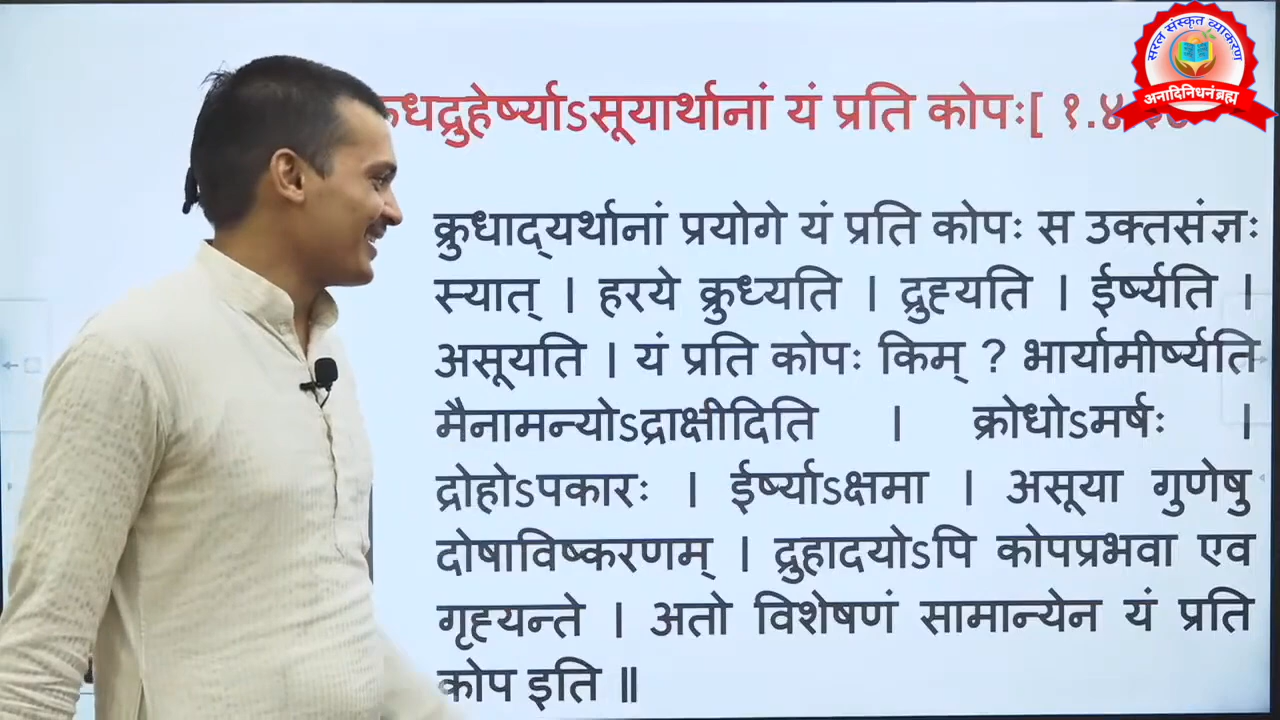 सरल संस्कृत व्याकरण
अनादिनिधनं ब्रह्म
क्रुधद्रुहेर्ष्याऽसूयार्थानां यं प्रति कोपः[ १.४
क्रुधाद्यर्थानां प्रयोगे यं प्रति कोपः स उक्तसंज्ञः
स्यात् । हरये क्रुध्यति । द्रुह्यति । ईर्ष्यति ।
असूयति । यं प्रति कोपः किम् ? भार्यामीर्ष्यति
मैनामन्योऽद्राक्षीदिति । क्रोधोऽमर्षः ।
द्रोहोऽपकारः । ईर्ष्याऽक्षमा । असूया गुणेषु
दोषाविष्करणम् । द्रुहादयोऽपि कोपप्रभवा एव
गृह्यन्ते । अतो विशेषणं सामान्येन यं प्रति
कोप इति ॥